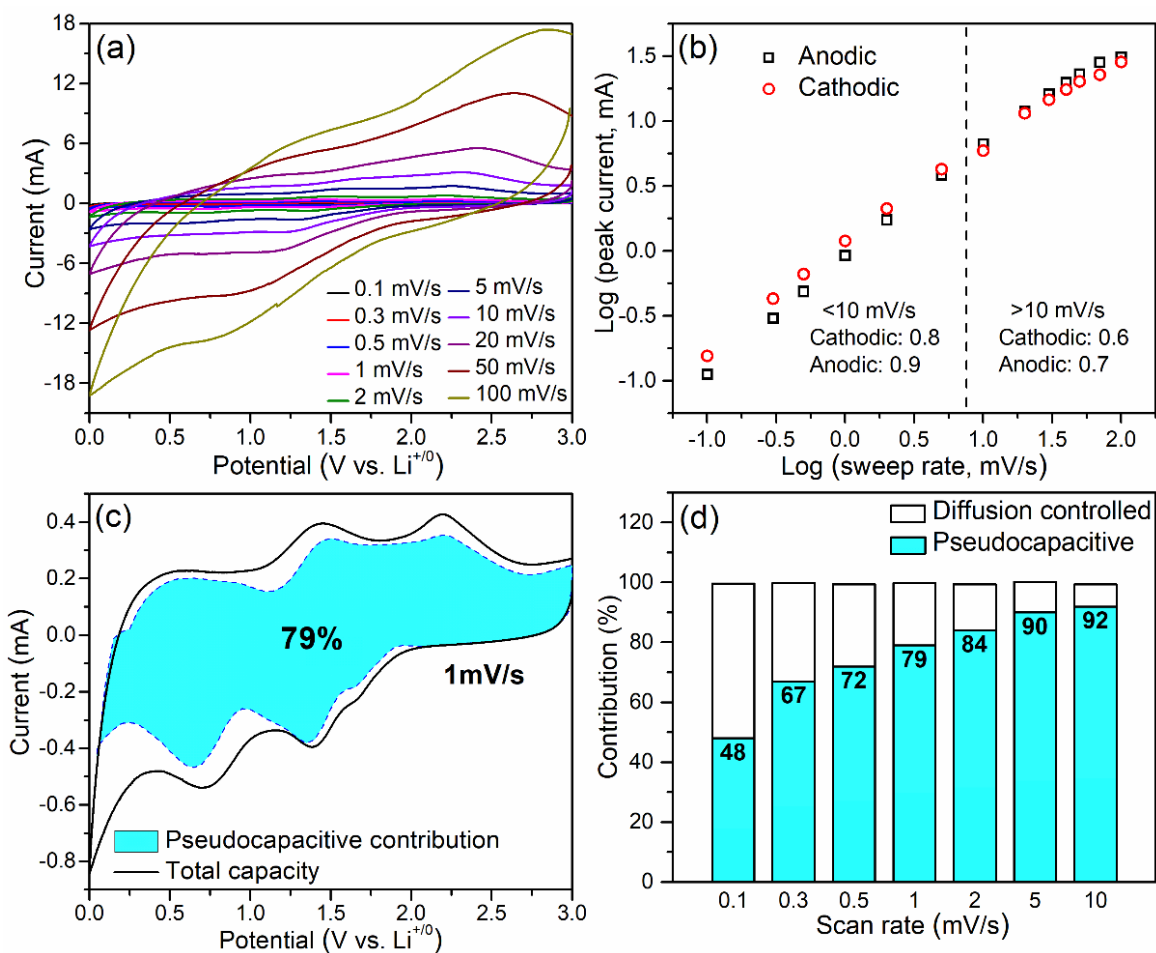 (a)
18
12
6
0
-6
-12
-18
Current (mA)
0.1 mV/s
0.3 mV/s
0.5 mV/s
1 mV/s
2 mV/s
5 mV/s
10 mV/s
20 mV/s
50 mV/s
100 mV/s
0.0 0.5 1.0 1.5 2.0 2.5 3.0
Potential (V vs. Li⁺ᐟ⁰)
(b)
Anodic
Cathodic
1.5
1.0
0.5
0.0
-0.5
-1.0
Log (peak current, mA)
<10 mV/s
Cathodic: 0.8
Anodic: 0.9
>10 mV/s
Cathodic: 0.6
Anodic: 0.7
-1.0 -0.5 0.0 0.5 1.0 1.5 2.0
Log (sweep rate, mV/s)
(c)
0.4
0.2
0.0
-0.2
-0.4
-0.6
-0.8
Current (mA)
79%
1mV/s
Pseudocapacitive contribution
Total capacity
0.0 0.5 1.0 1.5 2.0 2.5 3.0
Potential (V vs. Li⁺ᐟ⁰)
(d)
Diffusion controlled
Pseudocapacitive
120
100
80
60
40
20
0
Contribution (%)
48 67 72 79 84 90 92
0.1 0.3 0.5 1 2 5 10
Scan rate (mV/s)